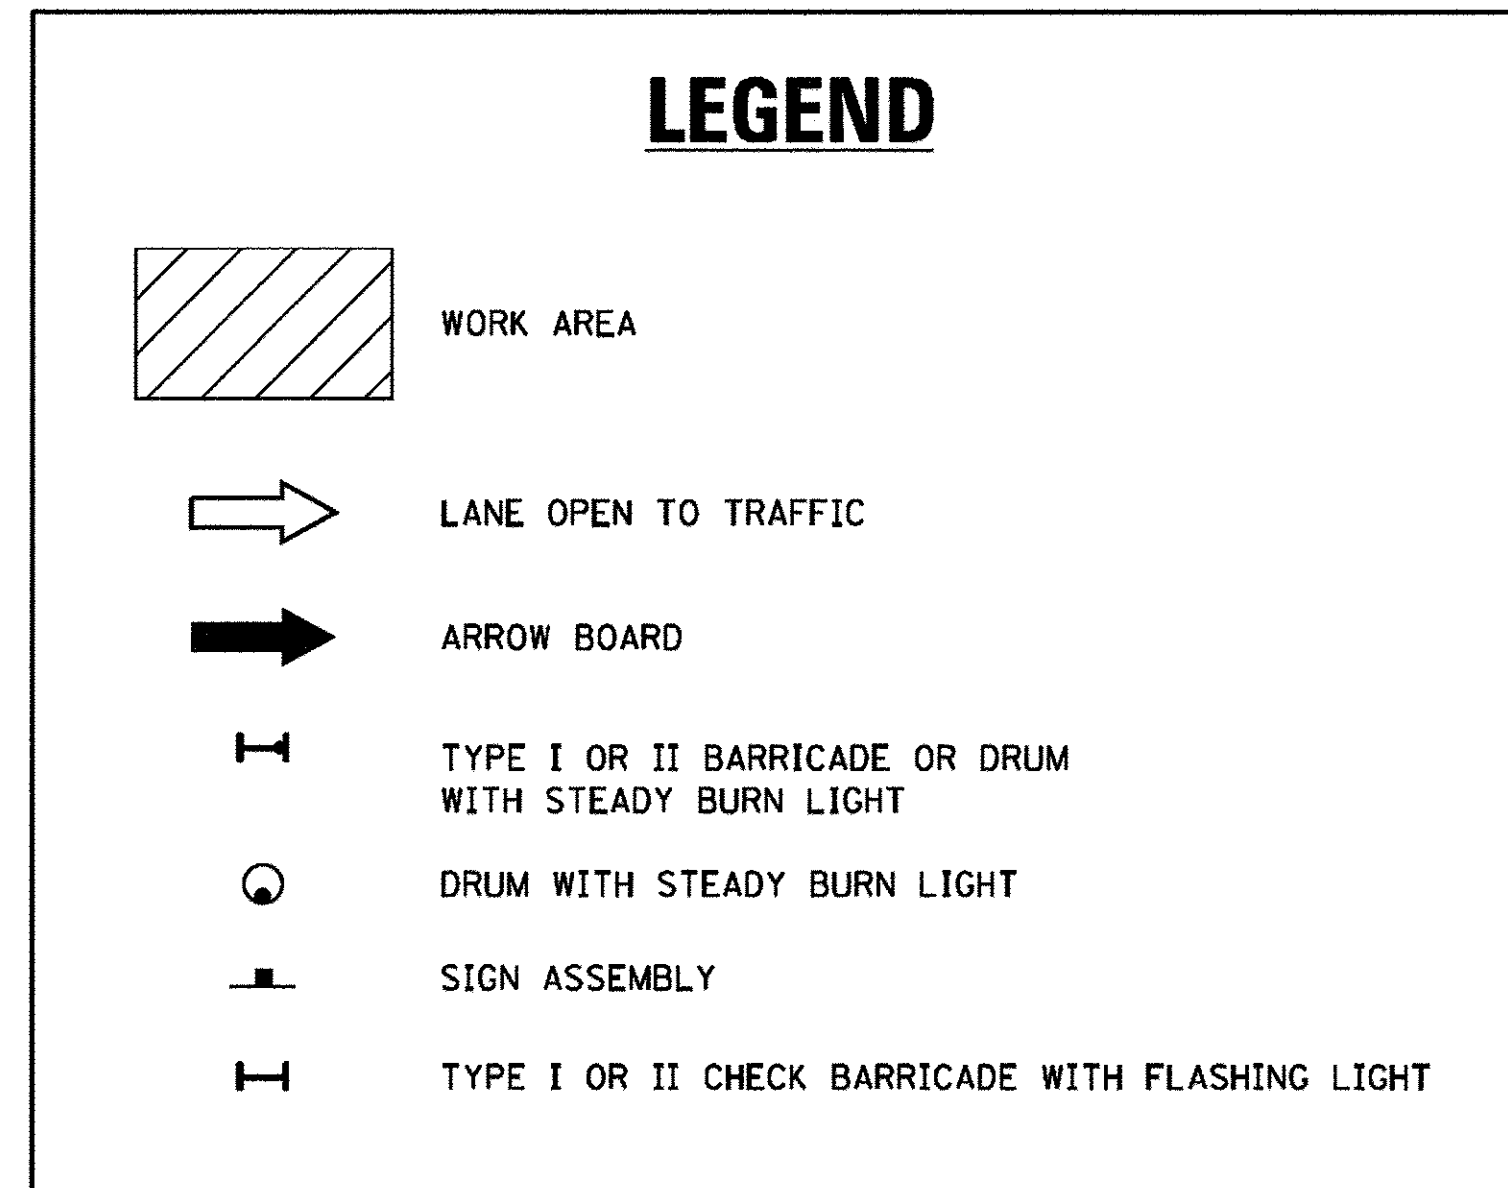 LEGEND
WORK AREA
LANE OPEN TO TRAFFIC
ARROW BOARD
TYPE I OR II BARRICADE OR DRUM
WITH STEADY BURN LIGHT
DRUM WITH STEADY BURN LIGHT
SIGN ASSEMBLY
TYPE I OR II CHECK BARRICADE WITH FLASHING LIGHT